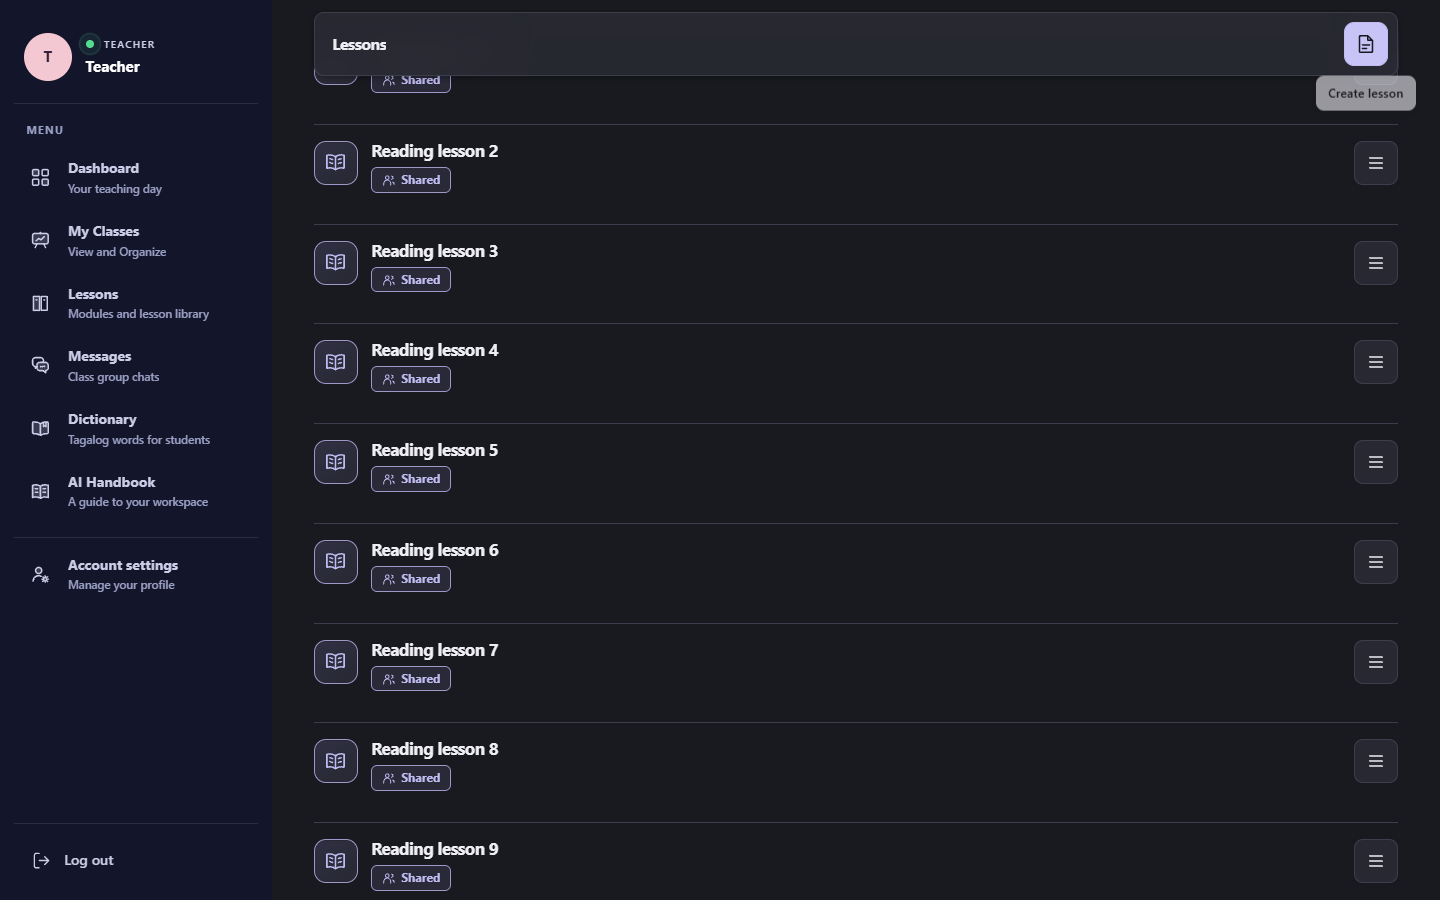 T
TEACHER
Teacher
MENU
Dashboard
Your teaching day
My Classes
View and Organize
Lessons
Modules and lesson library
Messages
Class group chats
Dictionary
Tagalog words for students
AI Handbook
A guide to your workspace
Account settings
Manage your profile
Log out
Lessons
Create lesson
Shared
Reading lesson 2
Shared
Reading lesson 3
Shared
Reading lesson 4
Shared
Reading lesson 5
Shared
Reading lesson 6
Shared
Reading lesson 7
Shared
Reading lesson 8
Shared
Reading lesson 9
Shared